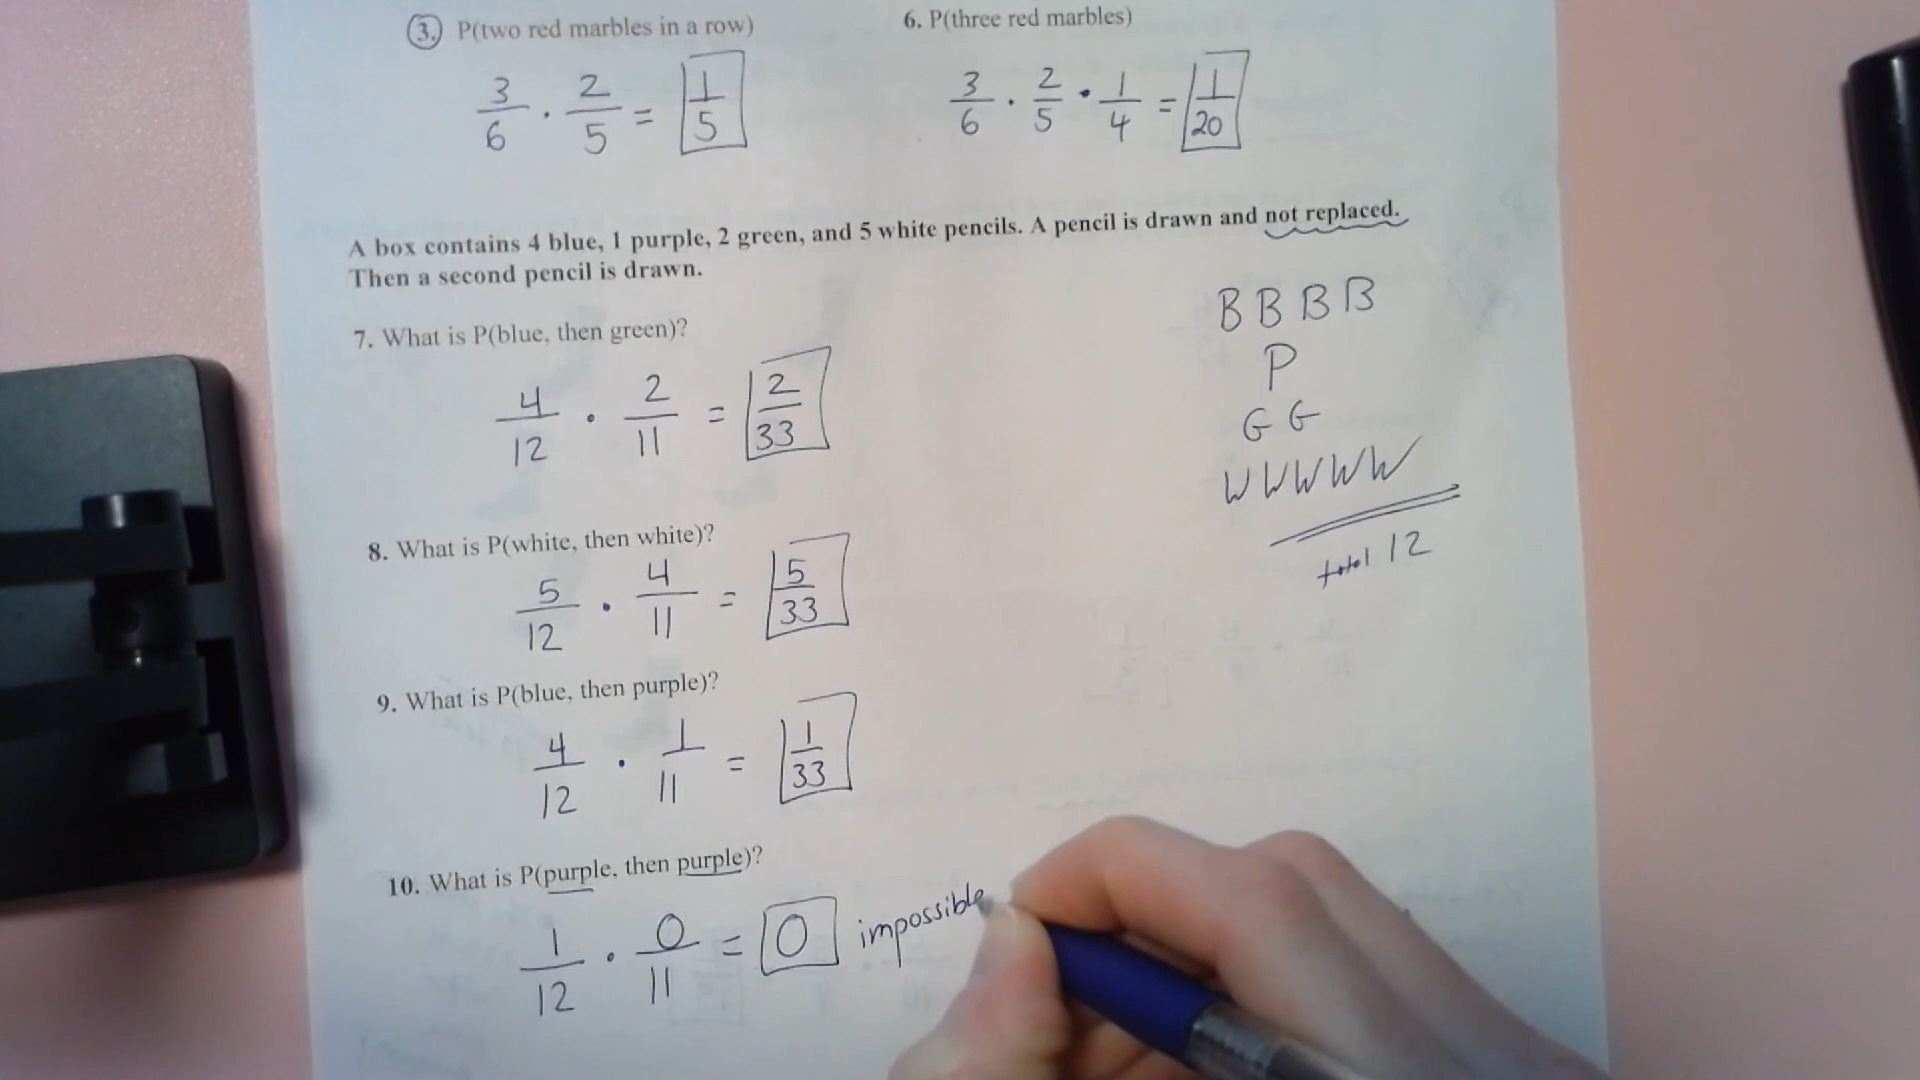 3. P(two red marbles in a row)
3/6 · 2/5 = 1/5
6. P(three red marbles)
3/6 · 2/5 · 1/4 = 1/20
A box contains 4 blue, 1 purple, 2 green, and 5 white pencils. A pencil is drawn and not replaced.
Then a second pencil is drawn.
B B B B
P
G G
W W W W W
total 12
7. What is P(blue, then green)?
4/12 · 2/11 = 2/33
8. What is P(white, then white)?
5/12 · 4/11 = 5/33
9. What is P(blue, then purple)?
4/12 · 1/11 = 1/33
10. What is P(purple, then purple)?
1/12 · 0/11 = 0 impossible